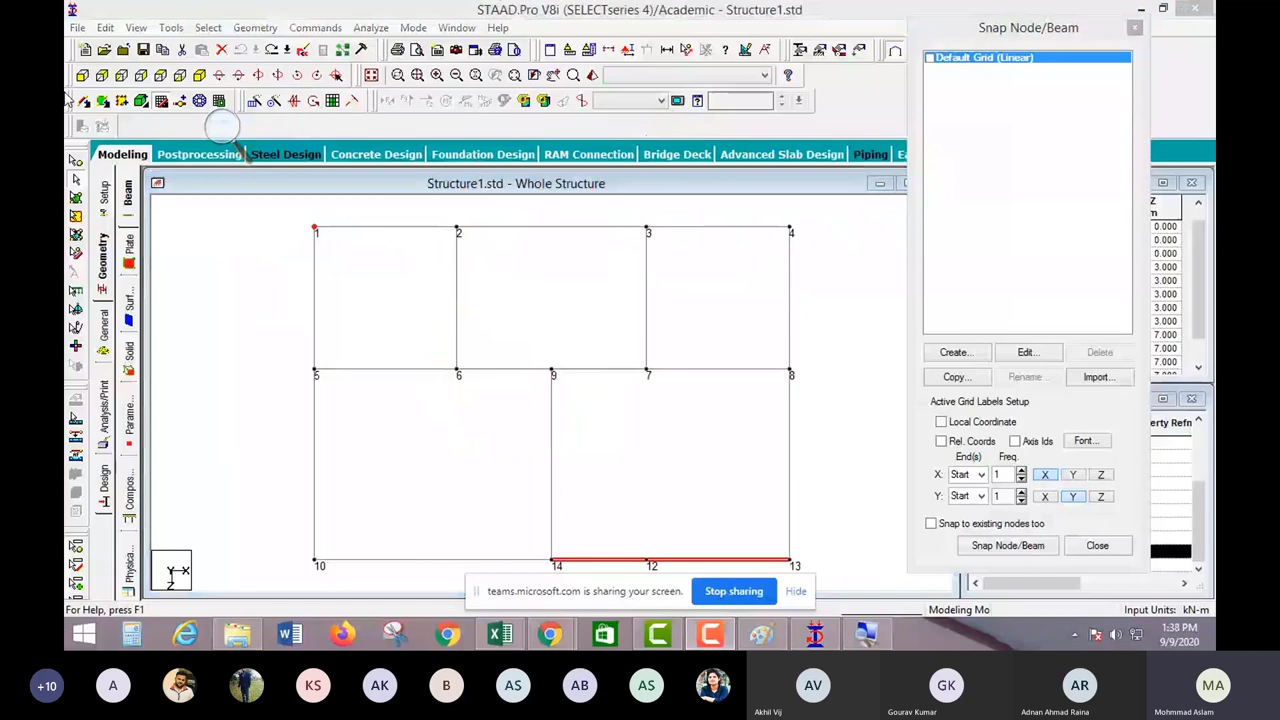 STAAD.Pro V8i (SELECTseries 4)/Academic - Structure1.std
File Edit View Tools Select Geometry Commands Analyze Mode Window Help
Snap Node/Beam
Default Grid (Linear)
Modeling Postprocessing Steel Design Concrete Design Foundation Design RAM Connection Bridge Deck Advanced Slab Design Piping
Structure1.std - Whole Structure
Setup
Geometry
General
Analysis/Print
Design
Beam
Plate
Surf...
Solid
Parame...
Compos...
Physica...
1 2 3 4
5 6 9 7 8
10 14 12 13
Y X
Z
Z
m
0.000
0.000
0.000
3.000
3.000
3.000
3.000
3.000
7.000
7.000
7.000
Create... Edit... Delete
Copy... Rename... Import...
Active Grid Labels Setup
Local Coordinate
Rel. Coords Axis Ids Font...
End(s) Freq.
X: Start 1 X Y Z
Y: Start 1 X Y Z
Snap to existing nodes too
Snap Node/Beam Close
erty Refn
teams.microsoft.com is sharing your screen. Stop sharing Hide
For Help, press F1
Modeling Mo
Input Units: kN-m
1:38 PM
9/9/2020
+10 A KS AK B AS AB AS AV GK AR MA
Akhil Vij Gourav Kumar Adnan Ahmad Raina Mohmmad Aslam